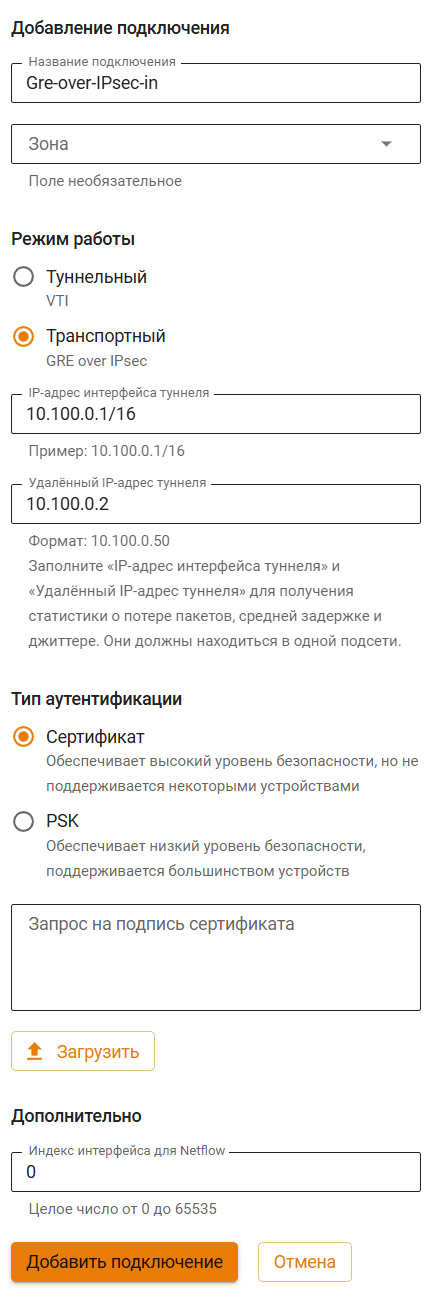 Добавление подключения
Название подключения
Gre-over-IPsec-in
Зона
Поле необязательное
Режим работы
Туннельный
VTI
Транспортный
GRE over IPsec
IP-адрес интерфейса туннеля
10.100.0.1/16
Пример: 10.100.0.1/16
Удалённый IP-адрес туннеля
10.100.0.2
Формат: 10.100.0.50
Заполните «IP-адрес интерфейса туннеля» и
«Удалённый IP-адрес туннеля» для получения
статистики о потере пакетов, средней задержке и
джиттере. Они должны находиться в одной подсети.
Тип аутентификации
Сертификат
Обеспечивает высокий уровень безопасности, но не
поддерживается некоторыми устройствами
PSK
Обеспечивает низкий уровень безопасности,
поддерживается большинством устройств
Запрос на подпись сертификата
Загрузить
Дополнительно
Индекс интерфейса для Netflow
0
Целое число от 0 до 65535
Добавить подключение
Отмена